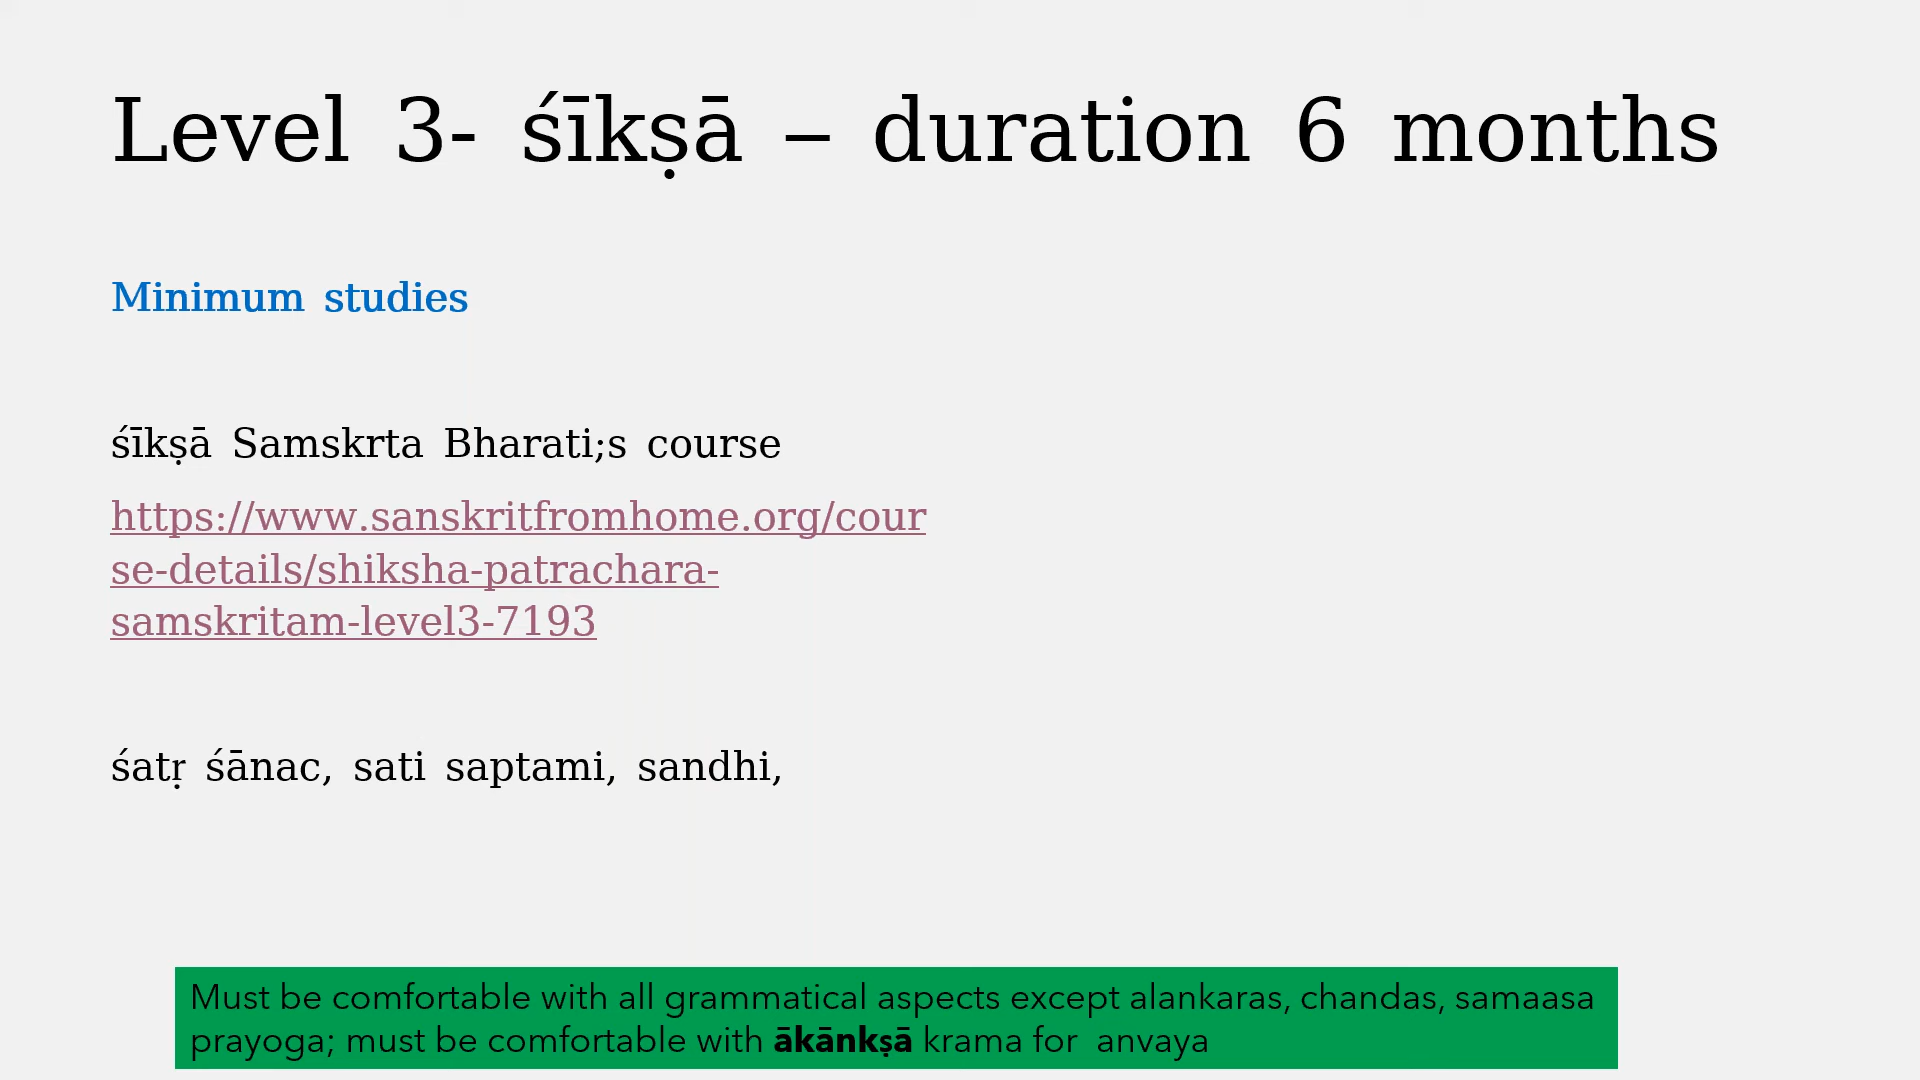 Level 3- śīkṣā – duration 6 months
Minimum studies
śīkṣā Samskrta Bharati;s course
https://www.sanskritfromhome.org/cour
se-details/shiksha-patrachara-
samskritam-level3-7193
śatṛ śānac, sati saptami, sandhi,
Must be comfortable with all grammatical aspects except alankaras, chandas, samaasa
prayoga; must be comfortable with ākānkṣā krama for  anvaya